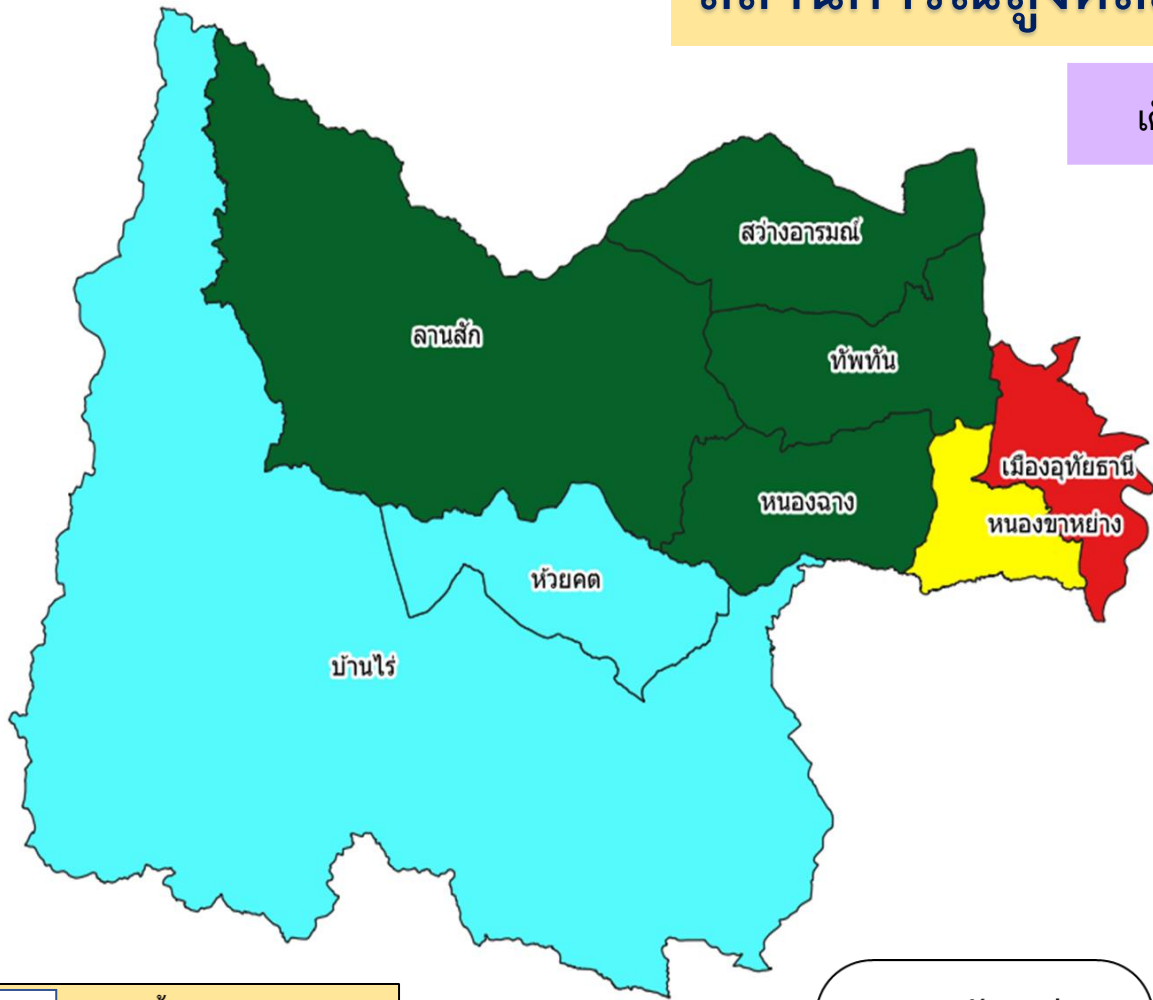 สว่างอารมณ์
ลานสัก
ทัพทัน
เมืองอุทัยธานี
หนองฉาง
หนองขาหย่าง
ห้วยคต
บ้านไร่